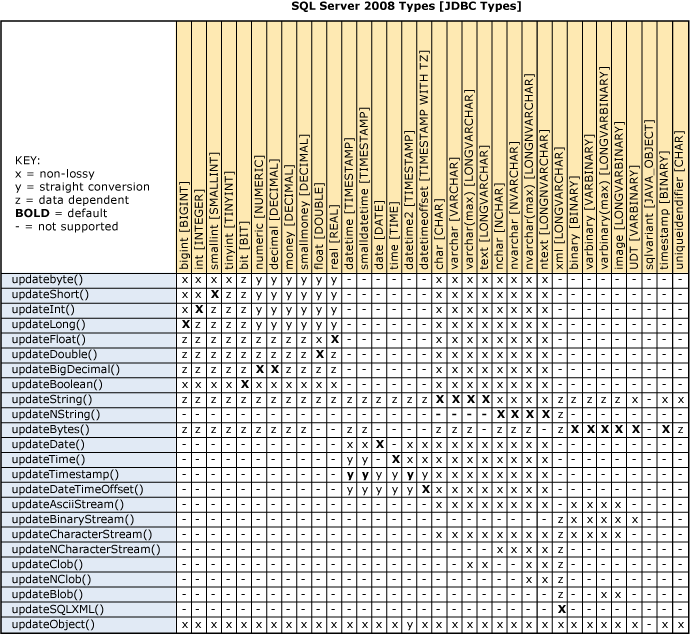 SQL Server 2008 Types [JDBC Types]
KEY:
x = non-lossy
y = straight conversion
z = data dependent
BOLD = default
- = not supported
bigint [BIGINT]
int [INTEGER]
smallint [SMALLINT]
tinyint [TINYINT]
bit [BIT]
numeric [NUMERIC]
decimal [DECIMAL]
money [DECIMAL]
smallmoney [DECIMAL]
float [DOUBLE]
real [REAL]
datetime [TIMESTAMP]
smalldatetime [TIMESTAMP]
date [DATE]
time [TIME]
datetime2 [TIMESTAMP]
datetimeoffset [TIMESTAMP WITH TZ]
char [CHAR]
varchar [VARCHAR]
varchar(max) [LONGVARCHAR]
text [LONGVARCHAR]
nchar [NCHAR]
nvarchar [NVARCHAR]
nvarchar(max) [LONGNVARCHAR]
ntext [LONGNVARCHAR]
xml [LONGVARCHAR]
binary [BINARY]
varbinary [VARBINARY]
varbinary(max) [LONGVARBINARY]
image [LONGVARBINARY]
UDT [VARBINARY]
sqlvariant [JAVA_OBJECT]
timestamp [BINARY]
uniqueidendifier [CHAR]
updatebyte() x x x x z y y y y y y - - - - - - x x x x x x x x - - - - - - - - -
updateShort() x x x z z y y y y y y - - - - - - x x x x x x x x - - - - - - - - -
updateInt() x x z z z y y y y y y - - - - - - x x x x x x x x - - - - - - - - -
updateLong() x z z z z y y y y y y - - - - - - x x x x x x x x - - - - - - - - -
updateFloat() z z z z z z z z z z x - - - - - - x x x x x x x x - - - - - - - - -
updateDouble() z z z z z z z z z x z - - - - - - x x x x x x x x - - - - - - - - -
updateBigDecimal() z z z z z x x z z z z - - - - - - x x x x x x x x - - - - - - - - -
updateBoolean() x x x x x x x x x x x - - - - - - x x x x x x x x - - - - - - - - -
updateString() z z z z z z z z z z z z z z z z z x x x x x x x x z z z z z z - x x
updateNString() - - - - - - - - - - - - - - - - - - - - - x x x x z - - - - - - - -
updateBytes() z z z z z z z z z - - z z - - - - - - - - - - - - z x x x x x - x z
updateDate() - - - - - - - - - - - x x x - x x x x x x x x x x - - - - - - - - -
updateTime() - - - - - - - - - - - y y - x x x x x x x x x x x - - - - - - - - -
updateTimestamp() - - - - - - - - - - - y y y y y y x x x x x x x x - - - - - - - - -
updateDateTimeOffset() - - - - - - - - - - - y y y y y x x x x x x x x x - - - - - - - - -
updateAsciiStream() - - - - - - - - - - - - - - - - - x x x x x x x x - x x x x - - - -
updateBinaryStream() - - - - - - - - - - - - - - - - - - - - - - - - - z x x x x x - - -
updateCharacterStream() - - - - - - - - - - - - - - - - - x x x x x x x x z x x x x - - - -
updateNCharacterStream() - - - - - - - - - - - - - - - - - - - - - x x x x z - - - - - - - -
updateClob() - - - - - - - - - - - - - - - - - - - x x - - x x z - - - - - - - -
updateNClob() - - - - - - - - - - - - - - - - - - - - - - - x x z - - - - - - - -
updateBlob() - - - - - - - - - - - - - - - - - - - - - - - - - z - - x x - - - -
updateSQLXML() - - - - - - - - - - - - - - - - - - - - - - - - - x - - - - - - - -
updateObject() x x x x x x x x x x x x x x x y x x x x x x x x x x x x x x x - x x